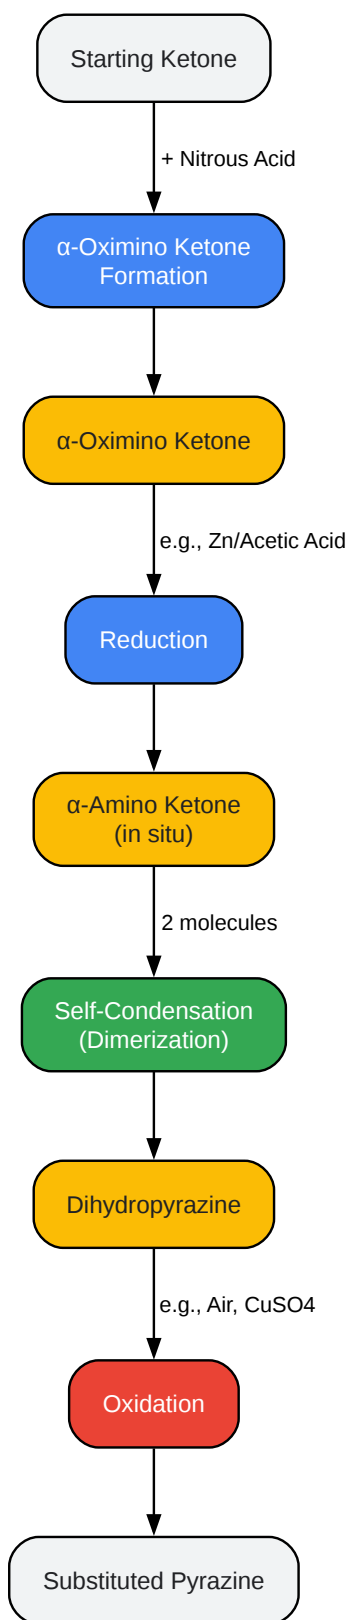 Starting Ketone
+ Nitrous Acid
α-Oximino Ketone
Formation
α-Oximino Ketone
e.g., Zn/Acetic Acid
Reduction
α-Amino Ketone
(in situ)
2 molecules
Self-Condensation
(Dimerization)
Dihydropyrazine
e.g., Air, CuSO4
Oxidation
Substituted Pyrazine